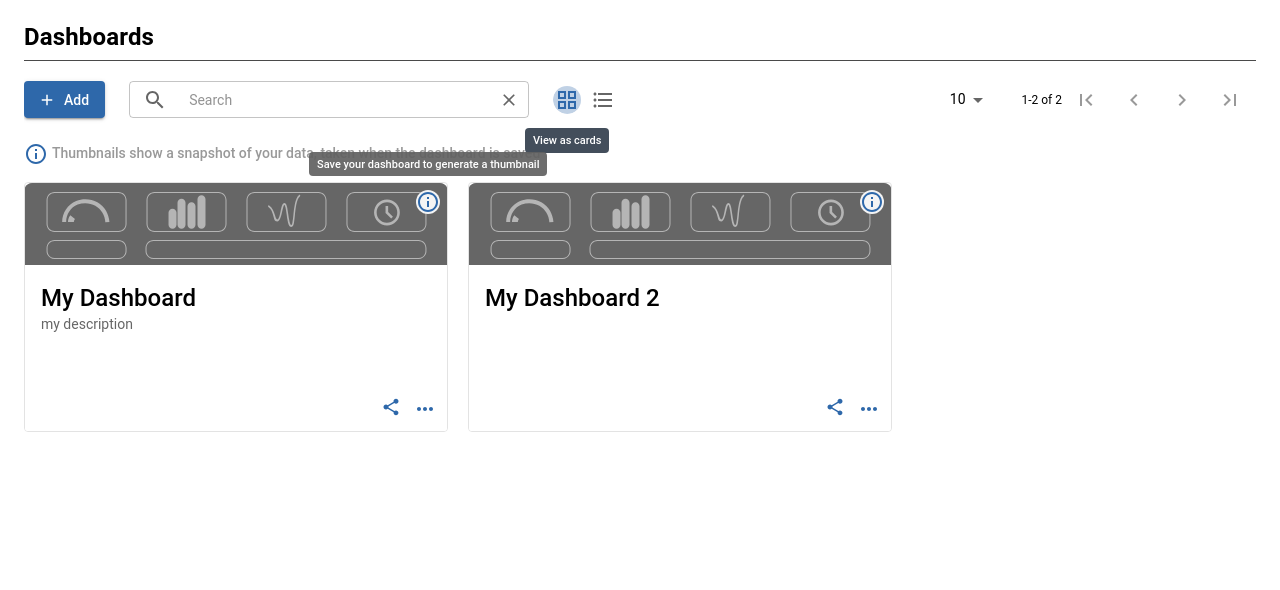 Dashboards
Add
Search
10
1-2 of 2
View as cards
Thumbnails show a snapshot of your data, taken when the dashboard is
Save your dashboard to generate a thumbnail
My Dashboard
my description
My Dashboard 2